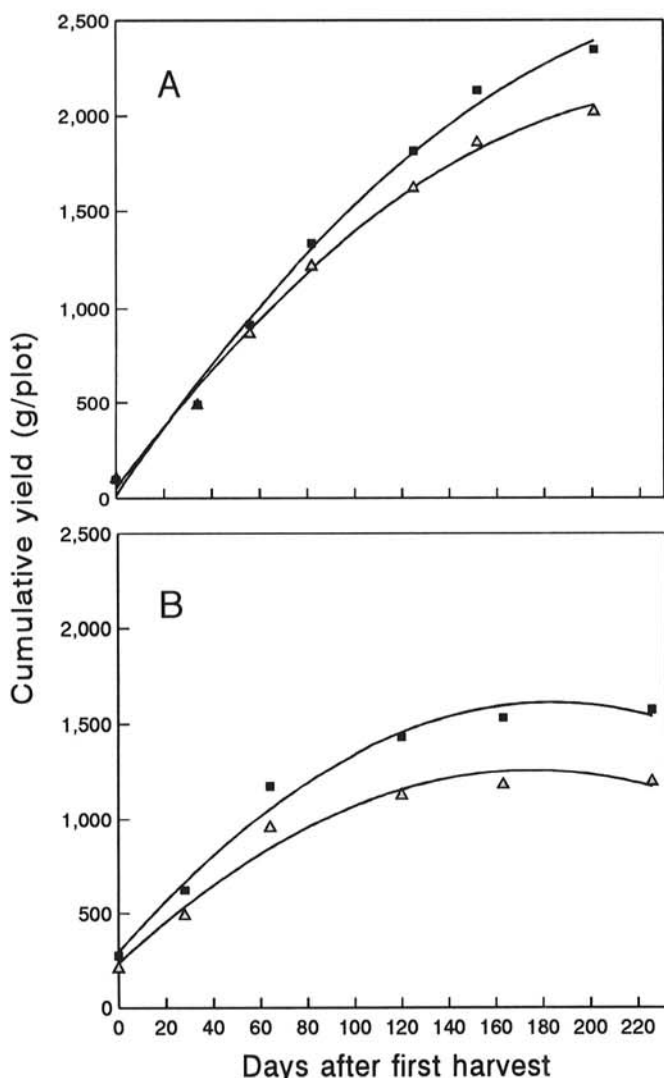 Cumulative yield (g/plot)
2,500
A
2,000
1,500
1,000
500
0
2,500
B
2,000
1,500
1,000
500
0
0 20 40 60 80 100 120 140 160 180 200 220
Days after first harvest